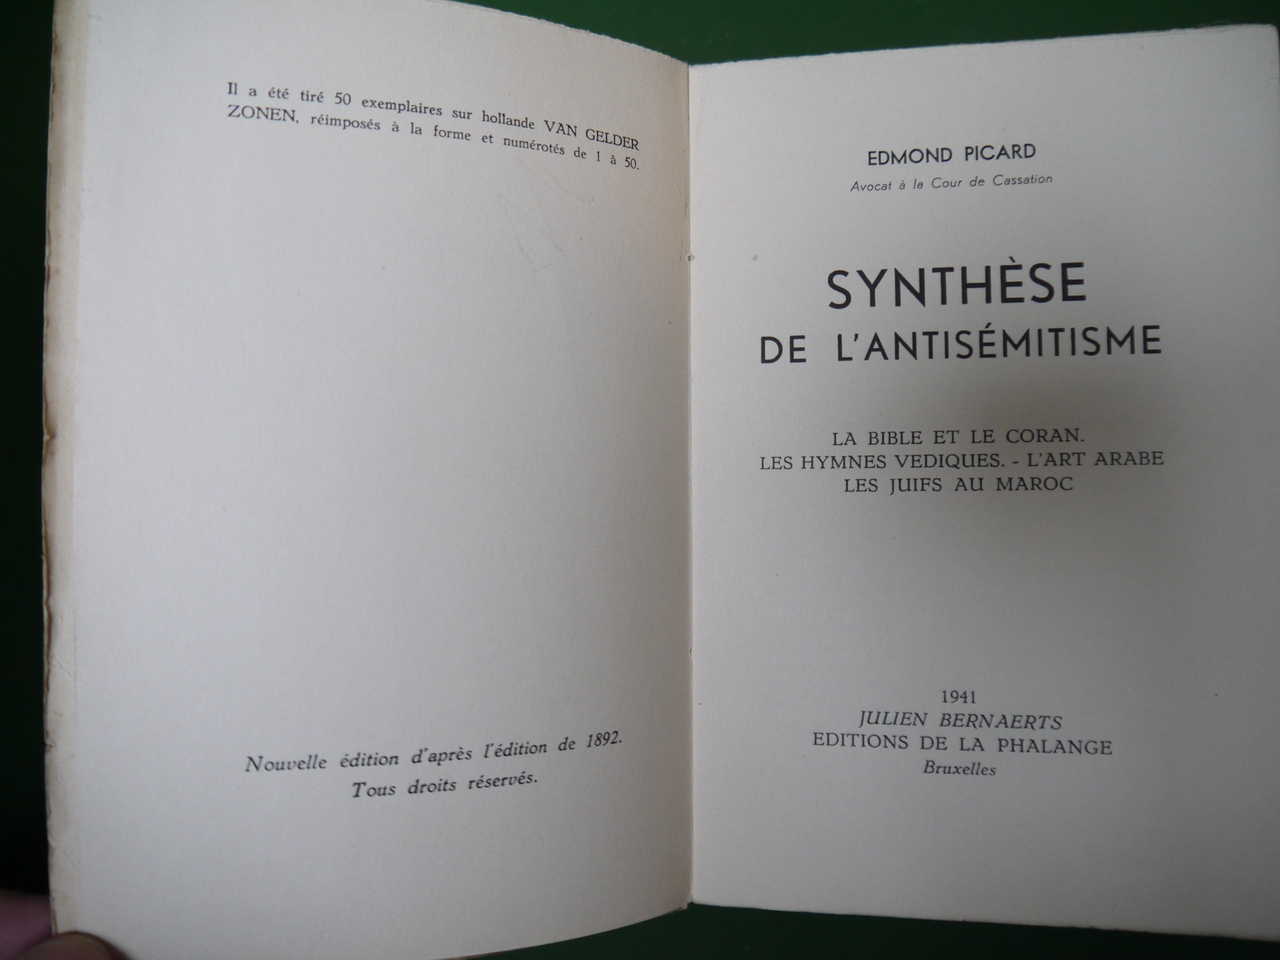 Il a été tiré 50 exemplaires sur hollande VAN GELDER
ZONEN, réimposés à la forme et numérotés de 1 à 50.
Nouvelle édition d'après l'édition de 1892.
Tous droits réservés.
EDMOND PICARD
Avocat à la Cour de Cassation
SYNTHÈSE
DE L'ANTISÉMITISME
LA BIBLE ET LE CORAN.
LES HYMNES VEDIQUES. - L'ART ARABE
LES JUIFS AU MAROC
1941
JULIEN BERNAERTS
EDITIONS DE LA PHALANGE
Bruxelles